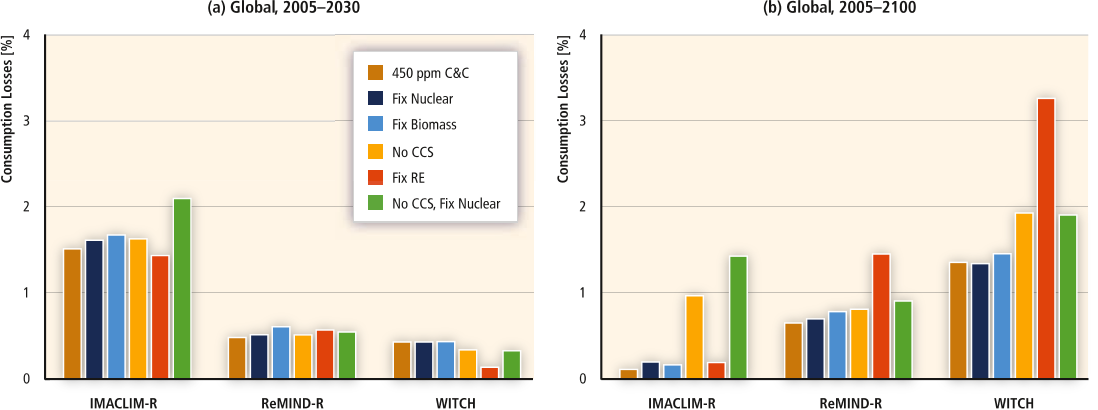 (a) Global, 2005–2030
Consumption Losses [%]
4
3
2
1
0
450 ppm C&C
Fix Nuclear
Fix Biomass
No CCS
Fix RE
No CCS, Fix Nuclear
IMACLIM-R
ReMIND-R
WITCH
(b) Global, 2005–2100
Consumption Losses [%]
4
3
2
1
0
IMACLIM-R
ReMIND-R
WITCH